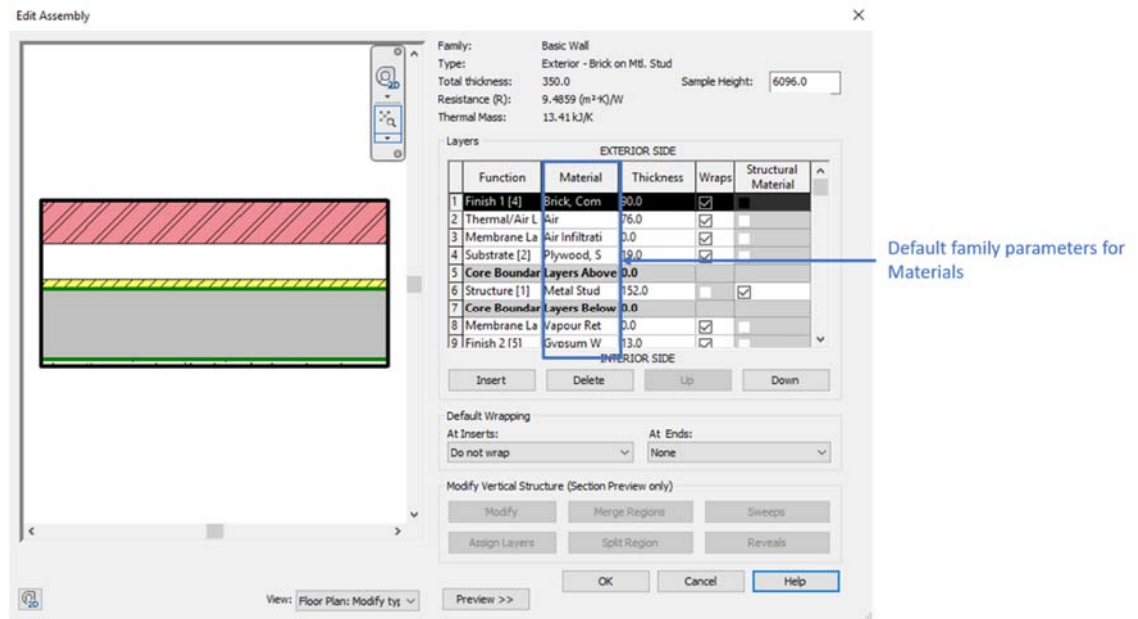 Edit Assembly
Family: Basic Wall
Type: Exterior - Brick on Mtl. Stud
Total thickness: 350.0 Sample Height: 6096.0
Resistance (R): 9.4859 (m²·K)/W
Thermal Mass: 13.41 kJ/K
Layers
EXTERIOR SIDE
Function Material Thickness Wraps Structural Material
1 Finish 1 [4] Brick, Com 90.0
2 Thermal/Air L Air 76.0
3 Membrane La Air Infiltrati 0.0
4 Substrate [2] Plywood, S 19.0
5 Core Boundar Layers Above 0.0
6 Structure [1] Metal Stud 152.0
7 Core Boundar Layers Below 0.0
8 Membrane La Vapour Ret 0.0
9 Finish 2 [5] Gypsum W 13.0
INTERIOR SIDE
Insert Delete Up Down
Default Wrapping
At Inserts: At Ends:
Do not wrap None
Modify Vertical Structure (Section Preview only)
Modify Merge Regions Sweeps
Assign Layers Split Region Reveals
OK Cancel Help
2D View: Floor Plan: Modify typ Preview >>
2D
Default family parameters for
Materials